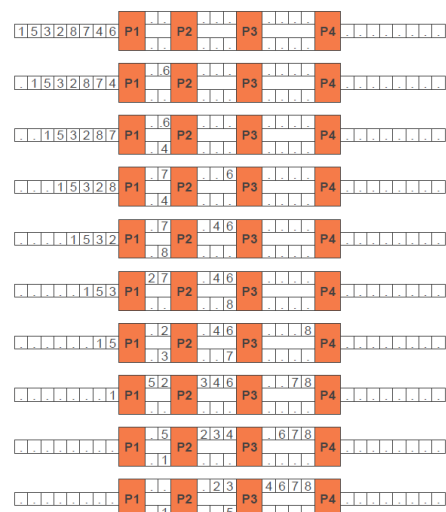 . . . . . . . . .
1 5 3 2 8 7 4 6 P1 P2 P3 P4 . . . . . . . .
. . . . . . . . .
. 6 . . . . . . .
. 1 5 3 2 8 7 4 P1 P2 P3 P4 . . . . . . . .
. . . . . . . . .
. 6 . . . . . . .
. . 1 5 3 2 8 7 P1 P2 P3 P4 . . . . . . . .
. 4 . . . . . . .
. 7 . . 6 . . . .
. . . 1 5 3 2 8 P1 P2 P3 P4 . . . . . . . .
. 4 . . . . . . .
. 7 . 4 6 . . . .
. . . . 1 5 3 2 P1 P2 P3 P4 . . . . . . . .
. 8 . . . . . . .
2 7 . 4 6 . . . .
. . . . . 1 5 3 P1 P2 P3 P4 . . . . . . . .
. . . . 8 . . . .
. 2 . 4 6 . . . 8
. . . . . . 1 5 P1 P2 P3 P4 . . . . . . . .
. 3 . . 7 . . . .
5 2 3 4 6 . . 7 8
. . . . . . . 1 P1 P2 P3 P4 . . . . . . . .
. . . . . . . . .
. 5 2 3 4 . 6 7 8
. . . . . . . . P1 P2 P3 P4 . . . . . . . .
. 1 . . . . . . .
. . . 2 3 4 6 7 8
. . . . . . . . P1 P2 P3 P4 . . . . . . . .
. 1 . . 5 . . . .